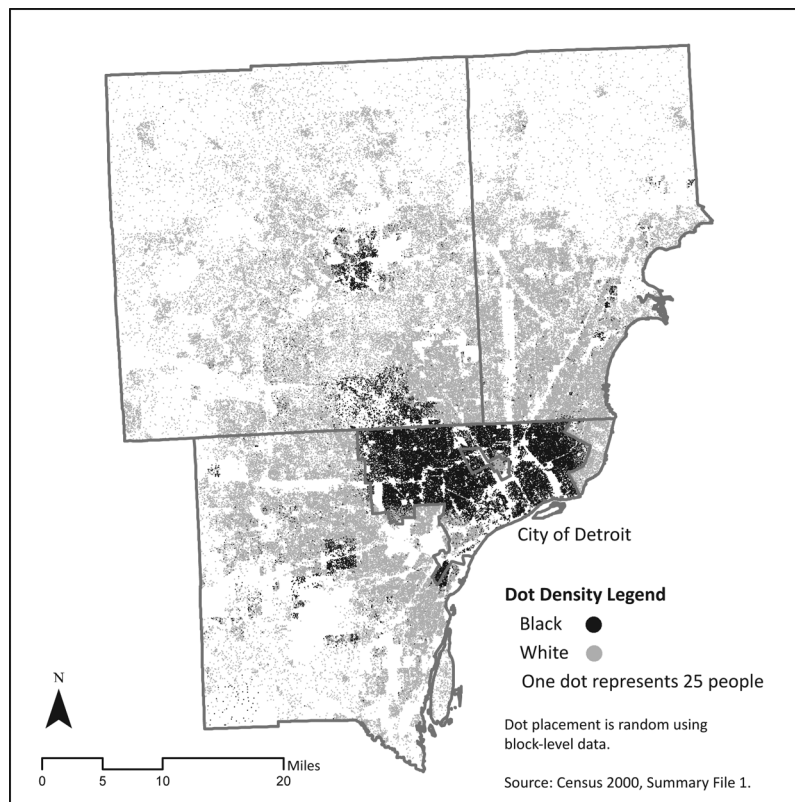 City of Detroit
Dot Density Legend
Black
White
One dot represents 25 people
Dot placement is random using
block-level data.
Source: Census 2000, Summary File 1.
N
Miles
0 5 10 20